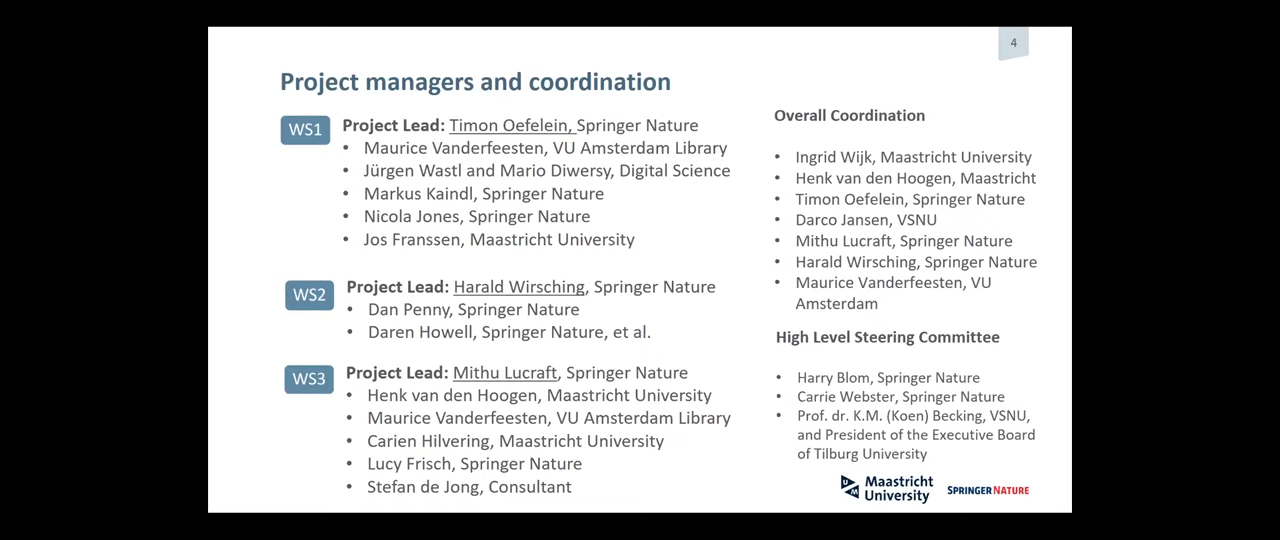 4
Project managers and coordination
WS1
Project Lead: Timon Oefelein, Springer Nature
• Maurice Vanderfeesten, VU Amsterdam Library
• Jürgen Wastl and Mario Diwersy, Digital Science
• Markus Kaindl, Springer Nature
• Nicola Jones, Springer Nature
• Jos Franssen, Maastricht University
WS2
Project Lead: Harald Wirsching, Springer Nature
• Dan Penny, Springer Nature
• Daren Howell, Springer Nature, et al.
WS3
Project Lead: Mithu Lucraft, Springer Nature
• Henk van den Hoogen, Maastricht University
• Maurice Vanderfeesten, VU Amsterdam Library
• Carien Hilvering, Maastricht University
• Lucy Frisch, Springer Nature
• Stefan de Jong, Consultant
Overall Coordination
• Ingrid Wijk, Maastricht University
• Henk van den Hoogen, Maastricht
• Timon Oefelein, Springer Nature
• Darco Jansen, VSNU
• Mithu Lucraft, Springer Nature
• Harald Wirsching, Springer Nature
• Maurice Vanderfeesten, VU
Amsterdam
High Level Steering Committee
• Harry Blom, Springer Nature
• Carrie Webster, Springer Nature
• Prof. dr. K.M. (Koen) Becking, VSNU,
and President of the Executive Board
of Tilburg University
UM Maastricht
University
SPRINGER NATURE